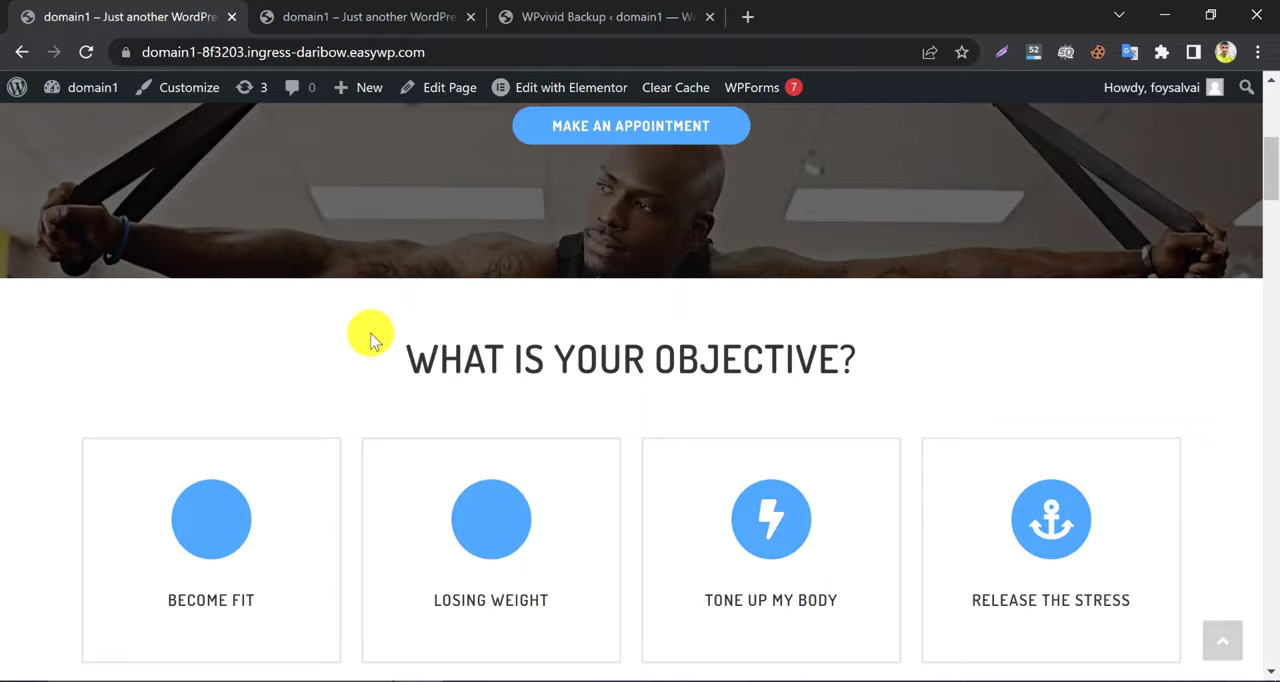 domain1 – Just another WordPre
domain1 – Just another WordPre
WPvivid Backup ‹ domain1 — Wo
domain1-8f3203.ingress-daribow.easywp.com
52
domain1
Customize
3
0
New
Edit Page
Edit with Elementor
Clear Cache
WPForms 7
Howdy, foysalvai
MAKE AN APPOINTMENT
WHAT IS YOUR OBJECTIVE?
BECOME FIT
LOSING WEIGHT
TONE UP MY BODY
RELEASE THE STRESS